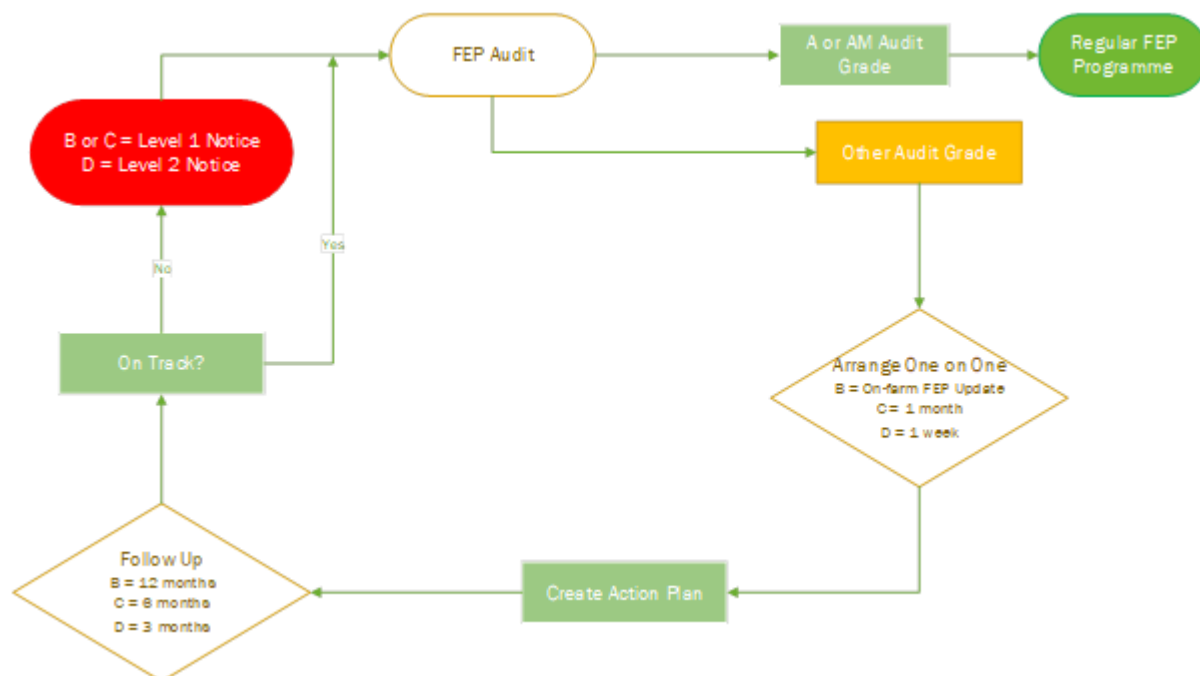 FEP Audit
A or AM Audit
Grade
Regular FEP
Programme
B or C = Level 1 Notice
D = Level 2 Notice
Other Audit Grade
Yes
No
On Track?
Arrange One on One
B = On-farm FEP Update
C = 1 month
D = 1 week
Follow Up
B = 12 months
C = 6 months
D = 3 months
Create Action Plan